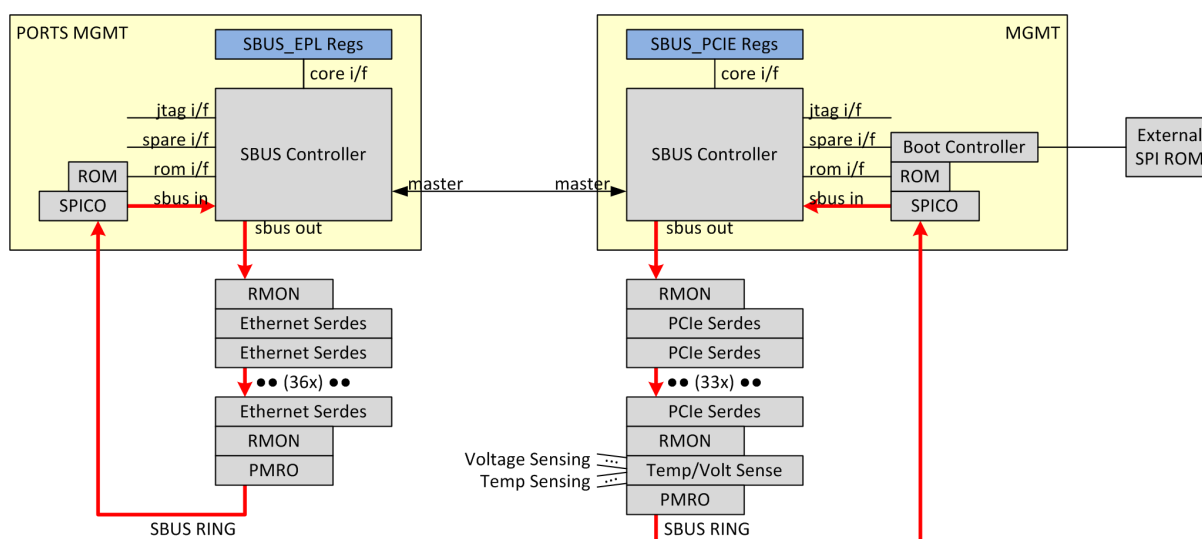 PORTS MGMT
SBUS_EPL Regs
core i/f
jtag i/f
spare i/f
SBUS Controller
rom i/f
ROM
SPICO
sbus in
master
sbus out
RMON
Ethernet Serdes
Ethernet Serdes
•• (36x) ••
Ethernet Serdes
RMON
PMRO
SBUS RING
MGMT
SBUS_PCIE Regs
core i/f
jtag i/f
spare i/f
SBUS Controller
Boot Controller
rom i/f
ROM
master
sbus in
SPICO
sbus out
External
SPI ROM
RMON
PCIe Serdes
PCIe Serdes
•• (33x) ••
PCIe Serdes
RMON
Voltage Sensing ...
Temp/Volt Sense
Temp Sensing ...
PMRO
SBUS RING